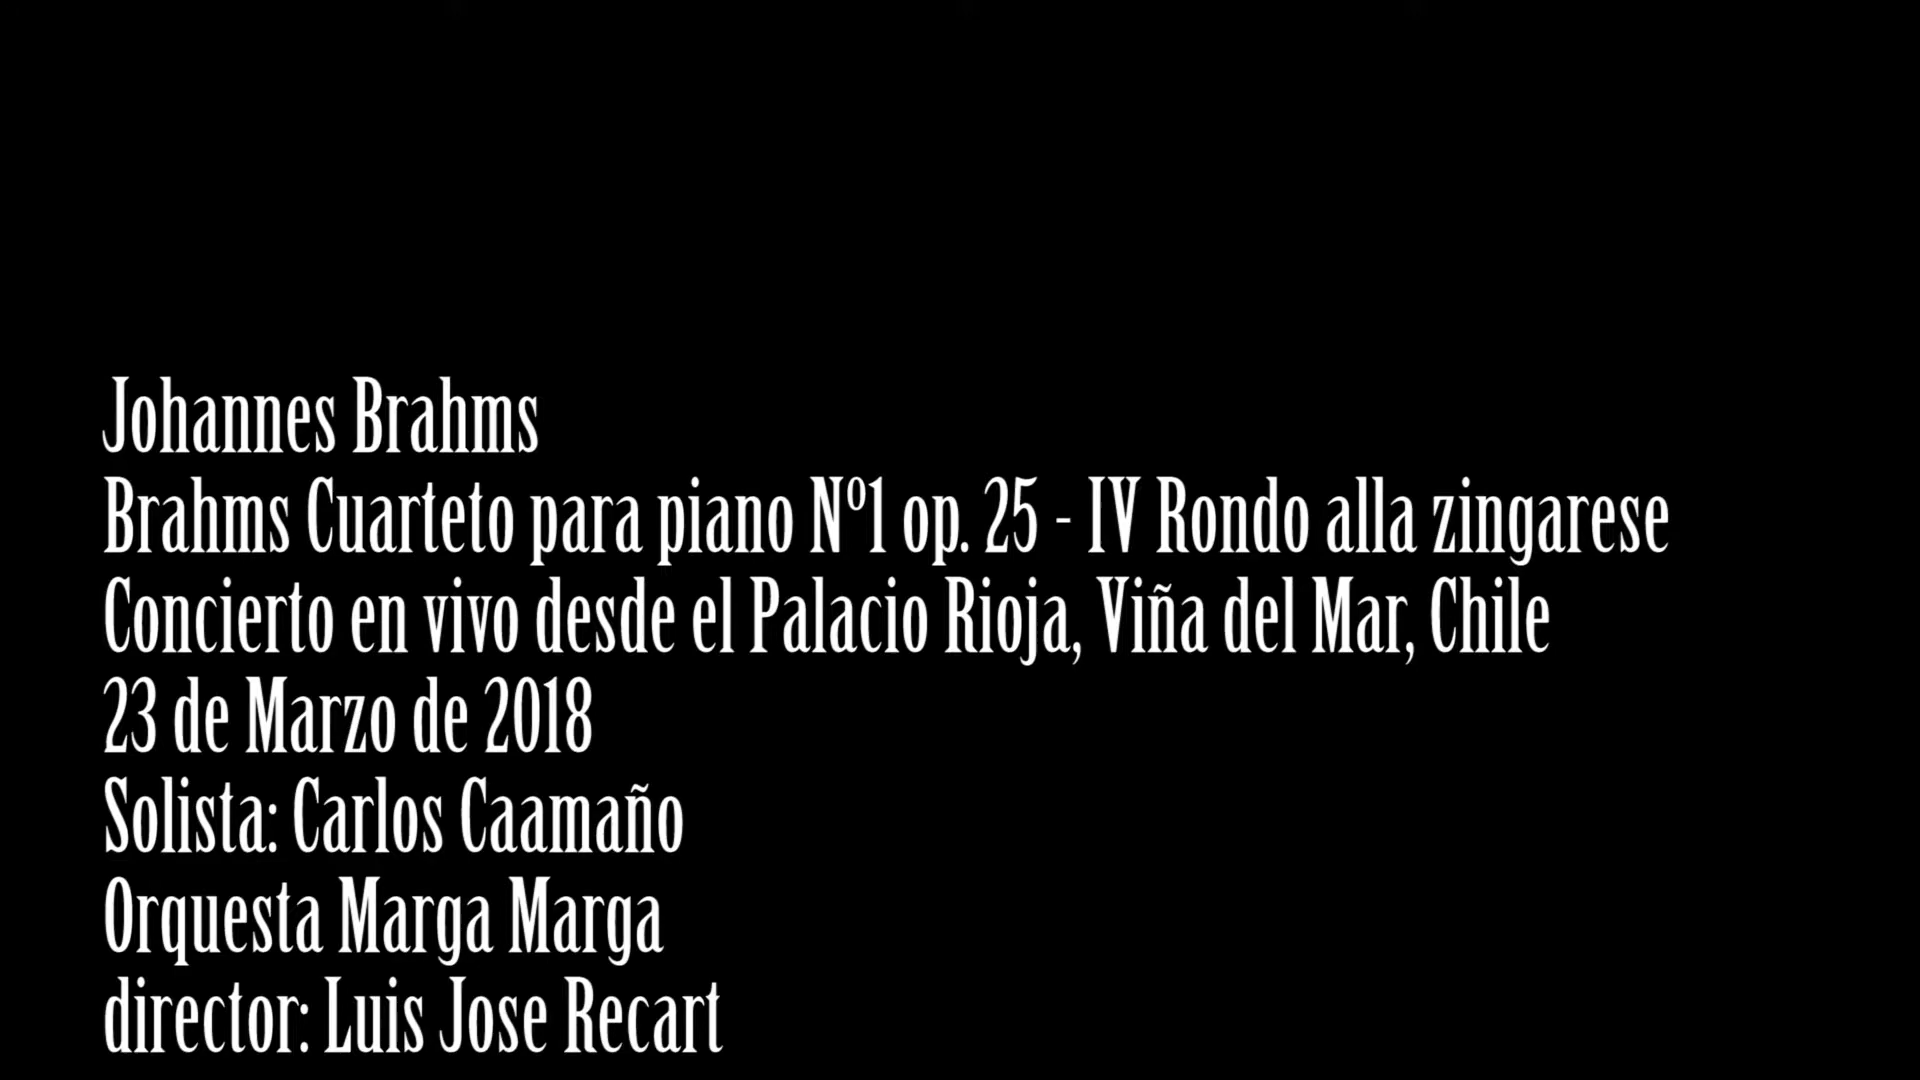 Johannes Brahms
Brahms Cuarteto para piano Nº1 op. 25 - IV Rondo alla zingarese
Concierto en vivo desde el Palacio Rioja, Viña del Mar, Chile
23 de Marzo de 2018
Solista: Carlos Caamaño
Orquesta Marga Marga
director: Luis Jose Recart